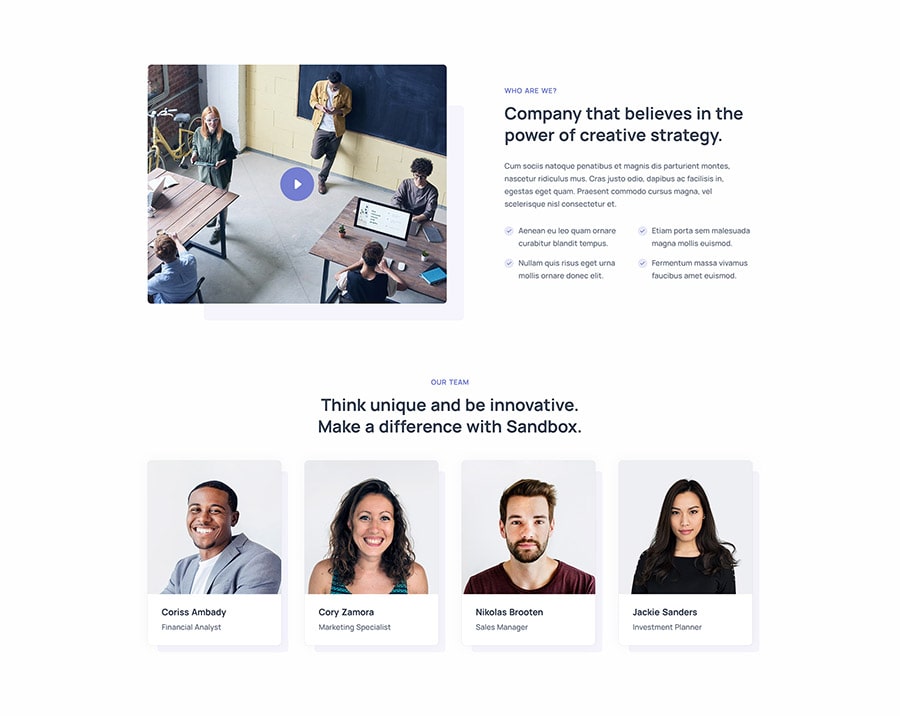 WHO ARE WE?
Company that believes in the
power of creative strategy.
Cum sociis natoque penatibus et magnis dis parturient montes,
nascetur ridiculus mus. Cras justo odio, dapibus ac facilisis in,
egestas eget quam. Praesent commodo cursus magna, vel
scelerisque nisl consectetur et.
Aenean eu leo quam ornare
curabitur blandit tempus.
Etiam porta sem malesuada
magna mollis euismod.
Nullam quis risus eget urna
mollis ornare donec elit.
Fermentum massa vivamus
faucibus amet euismod.
OUR TEAM
Think unique and be innovative.
Make a difference with Sandbox.
Coriss Ambady
Financial Analyst
Cory Zamora
Marketing Specialist
Nikolas Brooten
Sales Manager
Jackie Sanders
Investment Planner